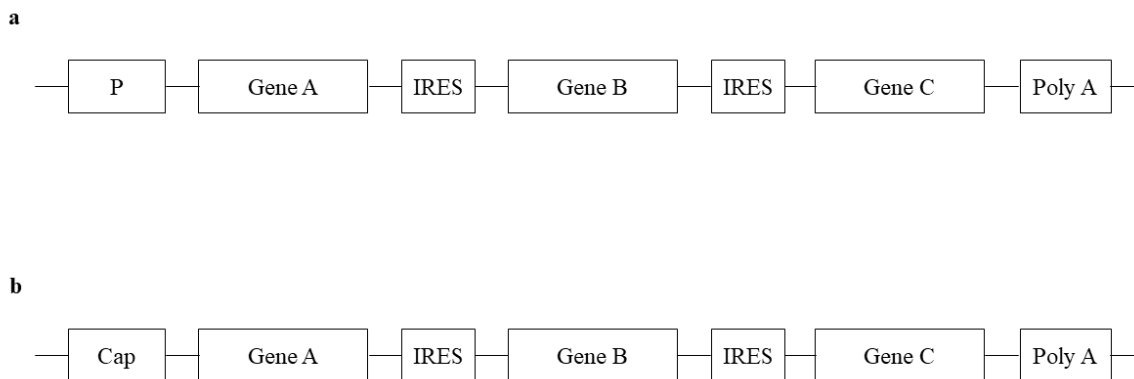 a
P Gene A IRES Gene B IRES Gene C Poly A
b
Cap Gene A IRES Gene B IRES Gene C Poly A